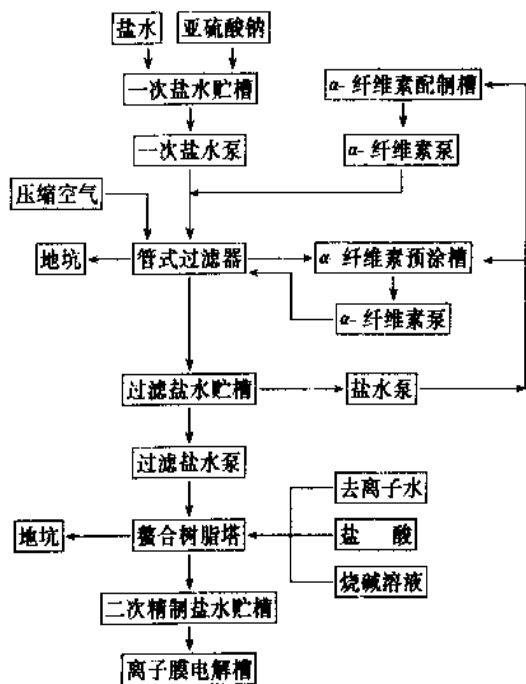 盐水 亚硫酸钠
一次盐水贮槽 α-纤维素配制槽
一次盐水泵 α-纤维素泵
压缩空气
地坑 管式过滤器 α 纤维素预涂槽
α-纤维素泵
过滤盐水贮槽 盐水泵
过滤盐水泵
去离子水
地坑 螯合树脂塔 盐 酸
烧碱溶液
二次精制盐水贮槽
离子膜电解槽